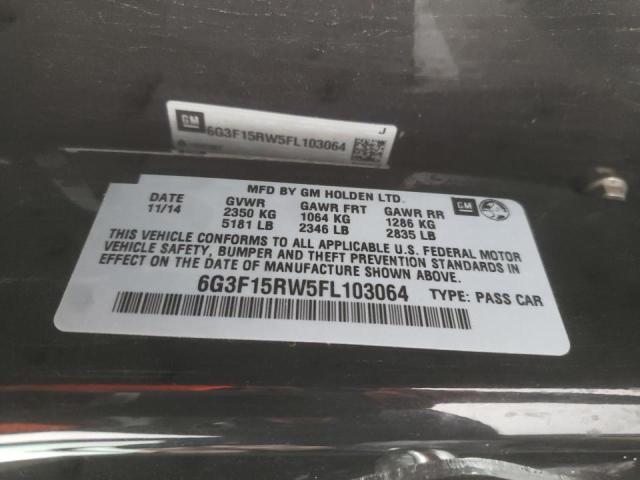 GM
J
6G3F15RW5FL103064
MFD BY GM HOLDEN LTD.
DATE GVWR GAWR FRT GAWR RR GM
11/14 2350 KG 1064 KG 1286 KG
5181 LB 2346 LB 2835 LB
THIS VEHICLE CONFORMS TO ALL APPLICABLE U.S. FEDERAL MOTOR
VEHICLE SAFETY, BUMPER AND THEFT PREVENTION STANDARDS IN
EFFECT ON THE DATE OF MANUFACTURE SHOWN ABOVE.
6G3F15RW5FL103064 TYPE: PASS CAR